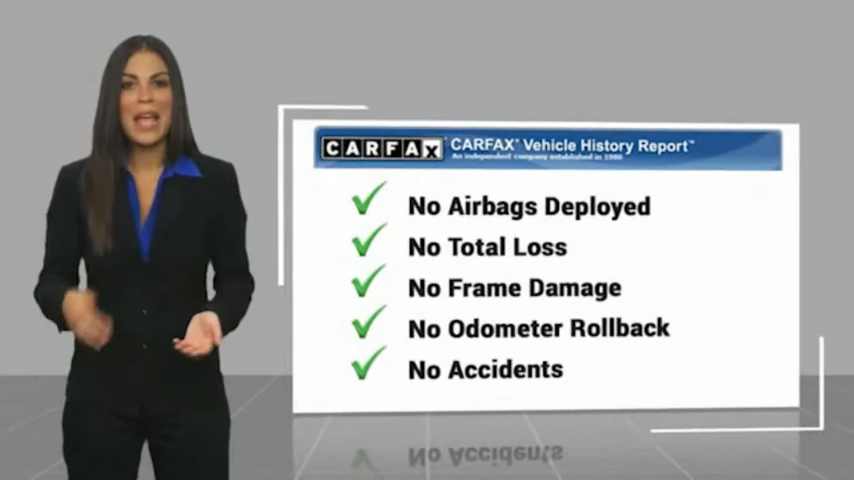 CARFAX CARFAX® Vehicle History Report™
An independent company established in 1986
No Airbags Deployed
No Total Loss
No Frame Damage
No Odometer Rollback
No Accidents
No Accidents